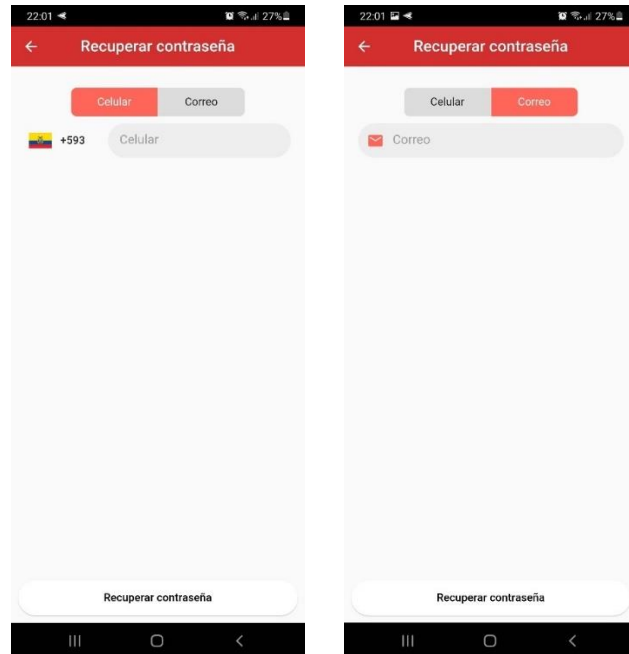 22:01 27%
Recuperar contraseña
Celular Correo
+593 Celular
Recuperar contraseña
22:01 27%
Recuperar contraseña
Celular Correo
Correo
Recuperar contraseña